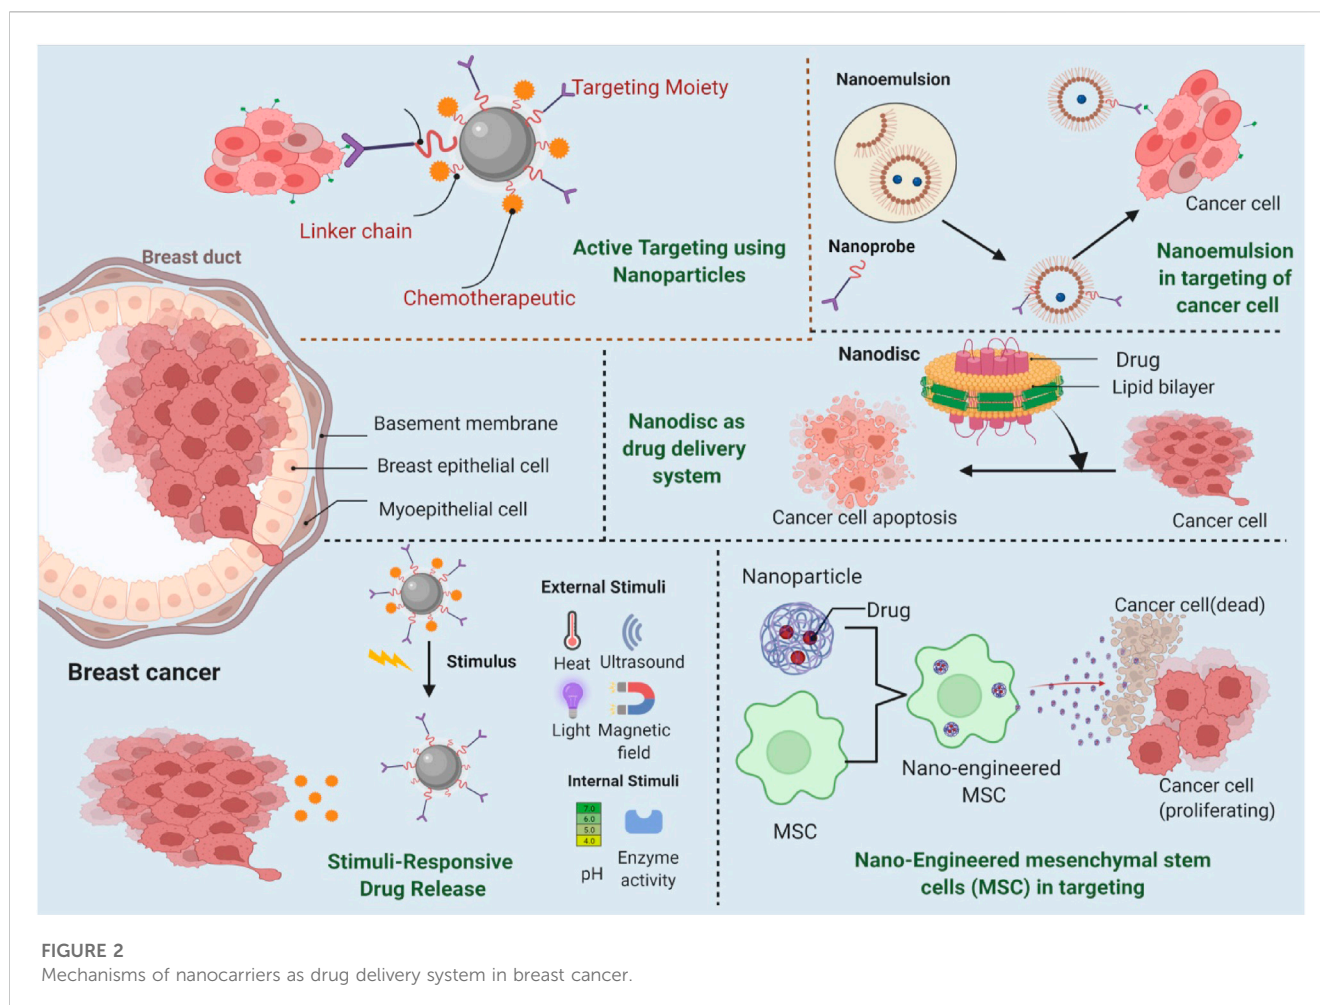 Targeting Moiety
Linker chain
Chemotherapeutic
Active Targeting using
Nanoparticles
Nanoemulsion
Nanoprobe
Cancer cell
Nanoemulsion
in targeting of
cancer cell
Breast duct
Basement membrane
Breast epithelial cell
Myoepithelial cell
Breast cancer
Nanodisc as
drug delivery
system
Nanodisc
Drug
Lipid bilayer
Cancer cell apoptosis
Cancer cell
Stimulus
External Stimuli
Heat
Ultrasound
Light
Magnetic
field
Internal Stimuli
7.0
6.0
5.0
4.0
pH
Enzyme
activity
Stimuli-Responsive
Drug Release
Nanoparticle
Drug
MSC
Nano-engineered
MSC
Cancer cell(dead)
Cancer cell
(proliferating)
Nano-Engineered mesenchymal stem
cells (MSC) in targeting
FIGURE 2
Mechanisms of nanocarriers as drug delivery system in breast cancer.